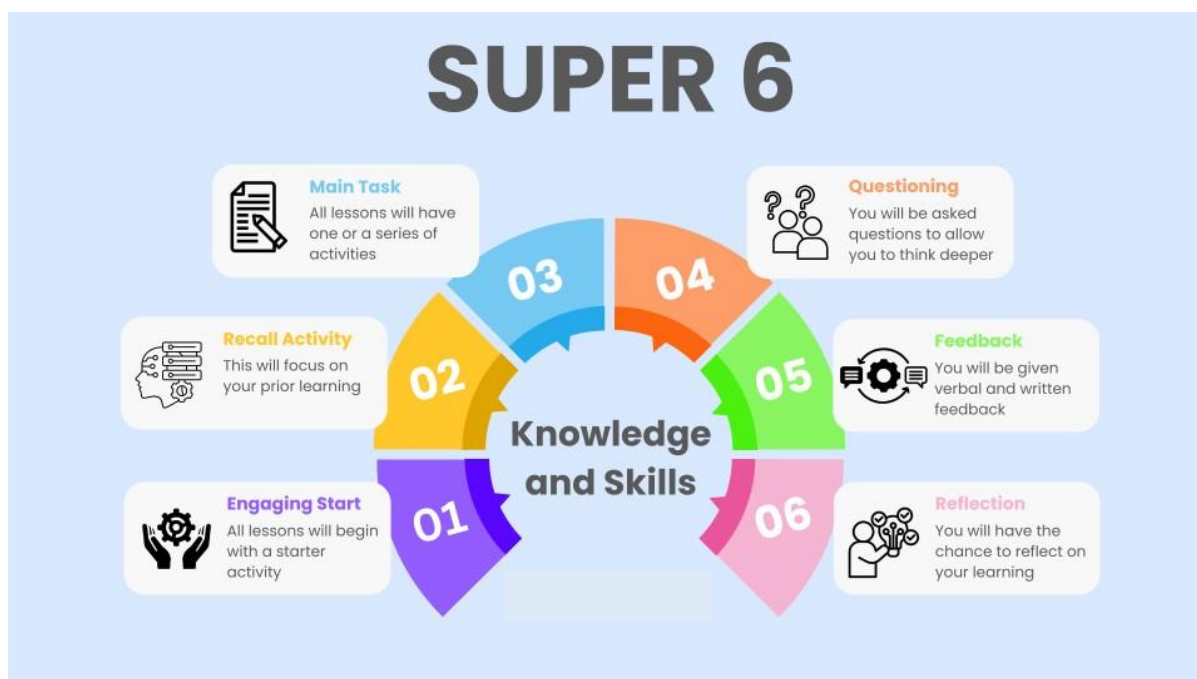 SUPER 6
Engaging Start
All lessons will begin
with a starter
activity
01
Recall Activity
This will focus on
your prior learning
02
Main Task
All lessons will have
one or a series of
activities
03
Questioning
You will be asked
questions to allow
you to think deeper
04
Feedback
You will be given
verbal and written
feedback
05
Reflection
You will have the
chance to reflect on
your learning
06
Knowledge
and Skills